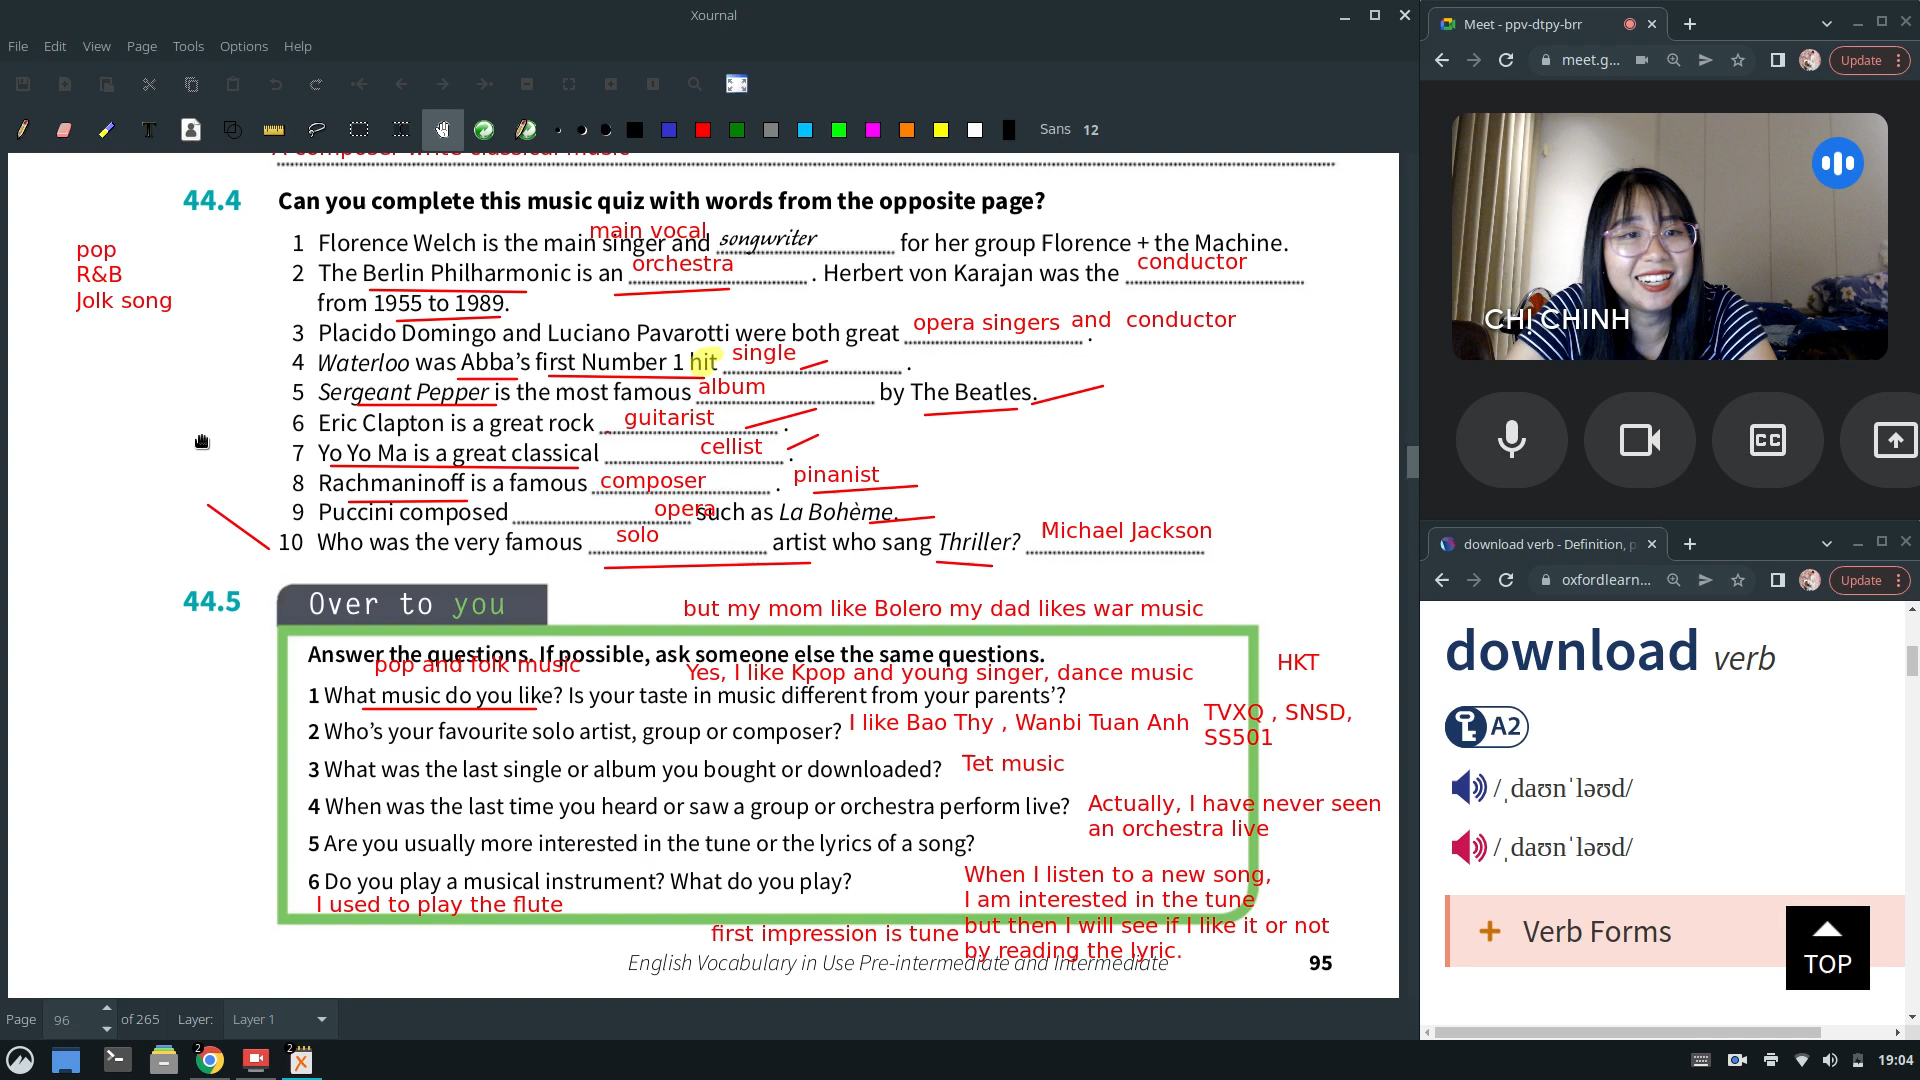 Xournal
File Edit View Page Tools Options Help
Sans 12
44.4 Can you complete this music quiz with words from the opposite page?
pop
R&B
Jolk song
main vocal
1 Florence Welch is the main singer and songwriter for her group Florence + the Machine.
2 The Berlin Philharmonic is an orchestra . Herbert von Karajan was the conductor
from 1955 to 1989.
3 Placido Domingo and Luciano Pavarotti were both great opera singers and conductor .
4 Waterloo was Abba’s first Number 1 hit single .
5 Sergeant Pepper is the most famous album by The Beatles.
6 Eric Clapton is a great rock guitarist .
7 Yo Yo Ma is a great classical cellist .
8 Rachmaninoff is a famous composer . pinanist
9 Puccini composed opera such as La Bohème.
10 Who was the very famous solo artist who sang Thriller? Michael Jackson
44.5 Over to you
but my mom like Bolero my dad likes war music
Answer the questions. If possible, ask someone else the same questions.
pop and folk music
Yes, I like Kpop and young singer, dance music
HKT
1 What music do you like? Is your taste in music different from your parents’?
2 Who’s your favourite solo artist, group or composer? I like Bao Thy , Wanbi Tuan Anh
TVXQ , SNSD,
SS501
3 What was the last single or album you bought or downloaded? Tet music
4 When was the last time you heard or saw a group or orchestra perform live?
Actually, I have never seen
an orchestra live
5 Are you usually more interested in the tune or the lyrics of a song?
6 Do you play a musical instrument? What do you play?
I used to play the flute
When I listen to a new song,
I am interested in the tune
but then I will see if I like it or not
by reading the lyric.
first impression is tune
English Vocabulary in Use Pre-intermediate and Intermediate 95
Page 96 of 265 Layer: Layer 1
Meet - ppv-dtpy-brr
meet.g...
Update
CHỊ CHINH
CC
download verb - Definition, p
oxfordlearn...
Update
download verb
A2
/ˌdaʊnˈləʊd/
/ˌdaʊnˈləʊd/
+ Verb Forms
TOP
2
2
19:04